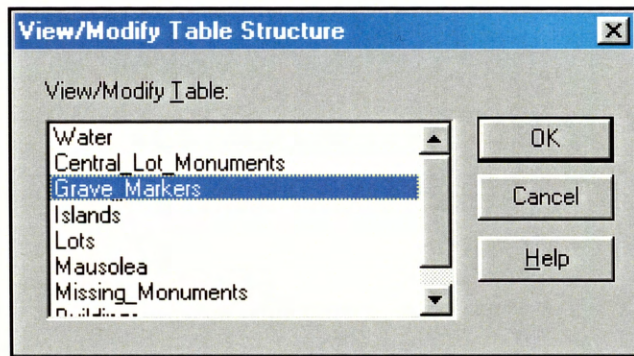 View/Modify Table Structure
View/Modify Table:
Water
Central_Lot_Monuments
Grave_Markers
Islands
Lots
Mausolea
Missing_Monuments
OK
Cancel
Help